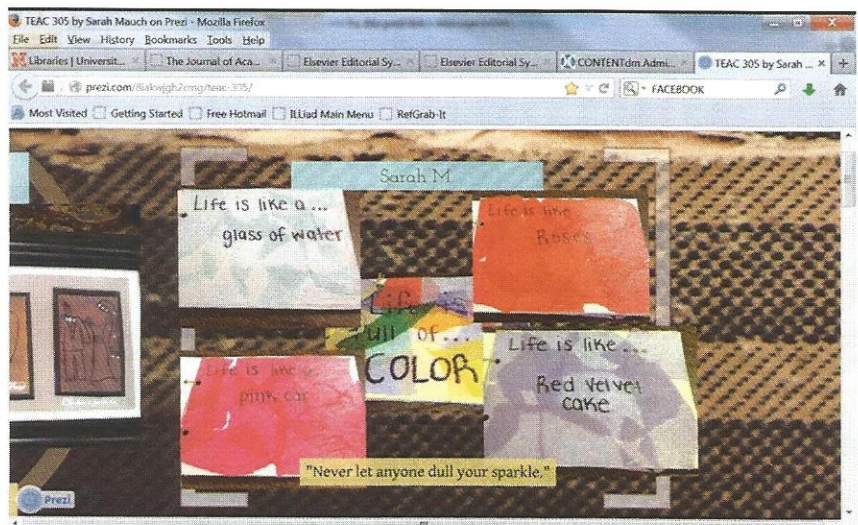 TEAC 305 by Sarah Mauch on Prezi - Mozilla Firefox
File Edit View History Bookmarks Tools Help
Libraries | Universit... The Journal of Aca... Elsevier Editorial Sy... Elsevier Editorial Sy... CONTENTdm Admi... TEAC 305 by Sarah ...
prezi.com/ /teac-305/ FACEBOOK
Most Visited Getting Started Free Hotmail ILLiad Main Menu RefGrab-It
Sarah M
Life is like a ...
glass of water
Life is like
Roses
Life is
full of ...
COLOR
Life is like a
pink car
Life is like ...
Red velvet
cake
"Never let anyone dull your sparkle."
Prezi